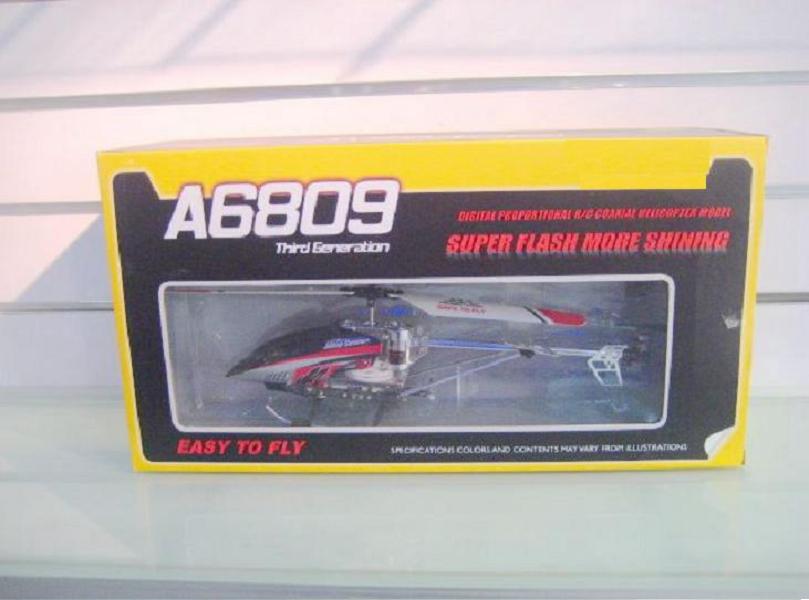 A6809
Third Generation
DIGITAL PROPORTIONAL R/C COAXIAL HELICOPTER MODEL
SUPER FLASH MORE SHINING
EASY TO FLY
SPECIFICATIONS COLORS AND CONTENTS MAY VARY FROM ILLUSTRATIONS